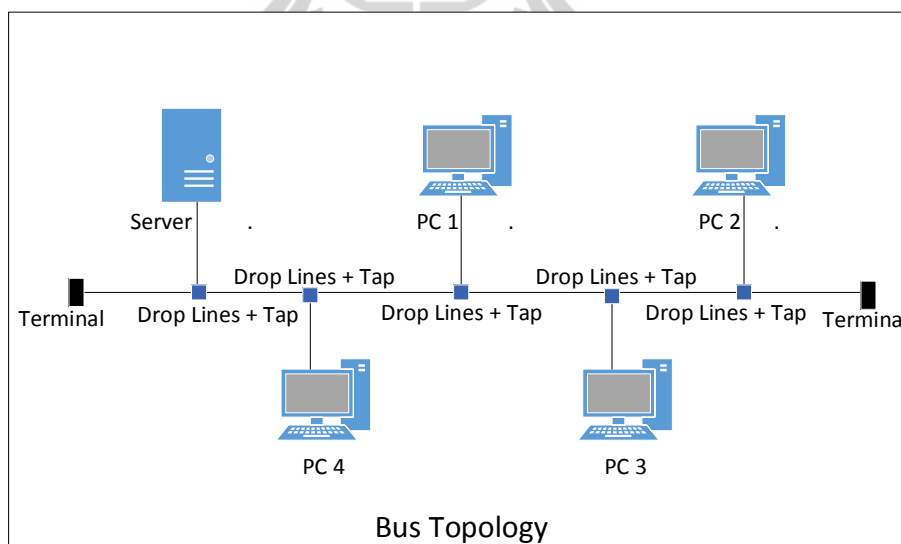 Server .
PC 1 .
PC 2 .
Drop Lines + Tap
Drop Lines + Tap
Terminal
Drop Lines + Tap
Drop Lines + Tap
Drop Lines + Tap
Termina
PC 4
PC 3
Bus Topology